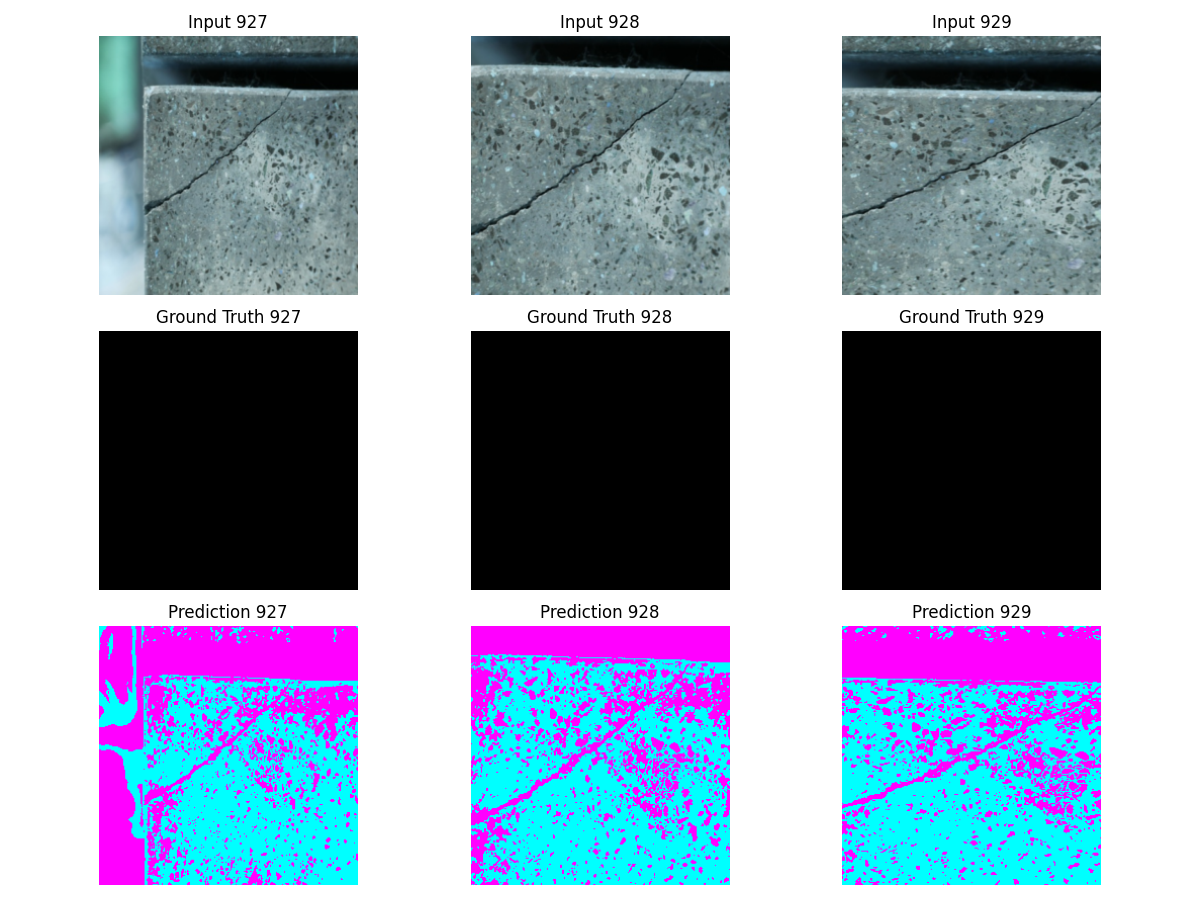 Input 927
Input 928
Input 929
Ground Truth 927
Ground Truth 928
Ground Truth 929
Prediction 927
Prediction 928
Prediction 929